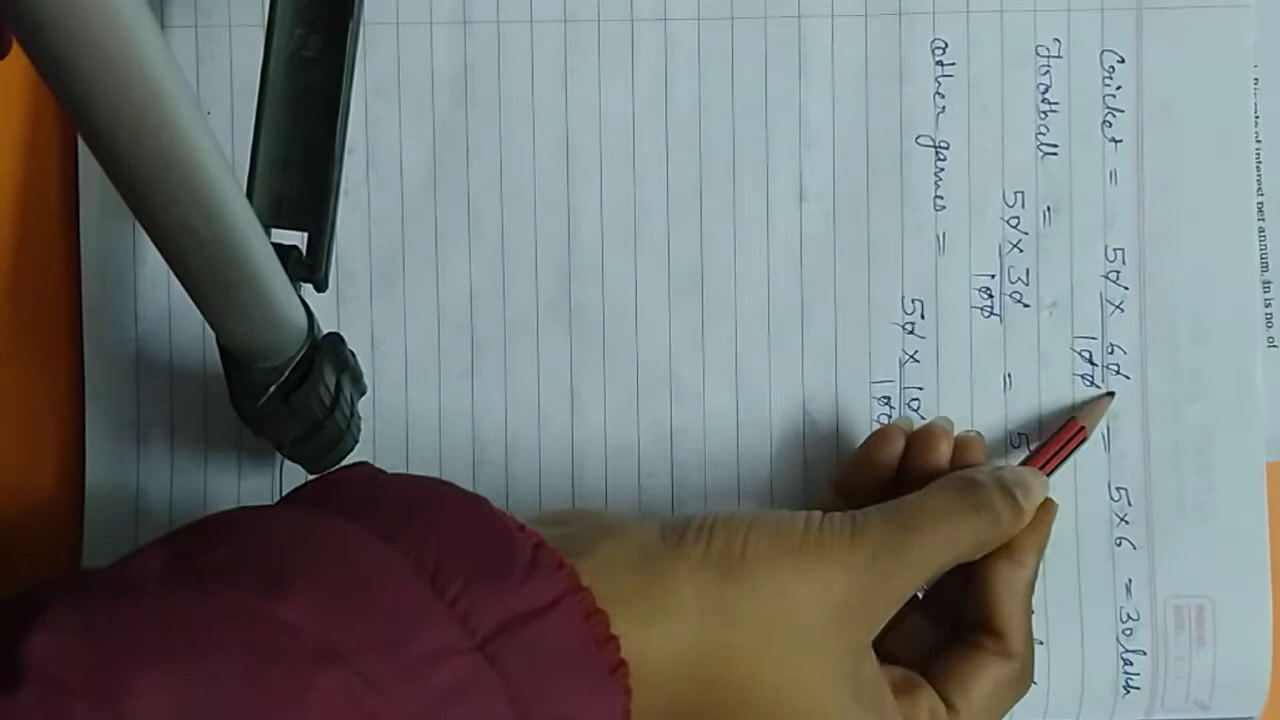 Rate of interest per annum. n is no. of
Cricket = 50 × 60/100 = 5×6 = 30 lakh
Football = 50 × 30/100 = 5
Other games = 50 × 10/100